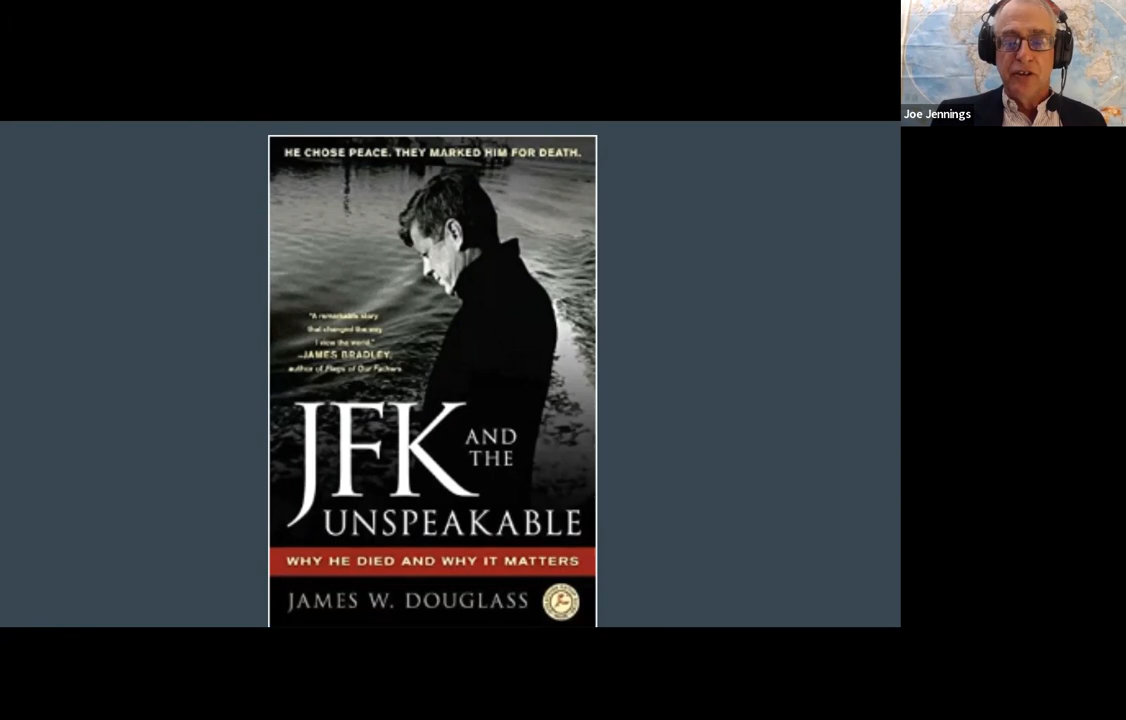 HE CHOSE PEACE. THEY MARKED HIM FOR DEATH.
"A remarkable story
that changed the way
I view the world."
—JAMES BRADLEY,
author of Flags of Our Fathers
JFK AND
THE
UNSPEAKABLE
WHY HE DIED AND WHY IT MATTERS
JAMES W. DOUGLASS
Joe Jennings